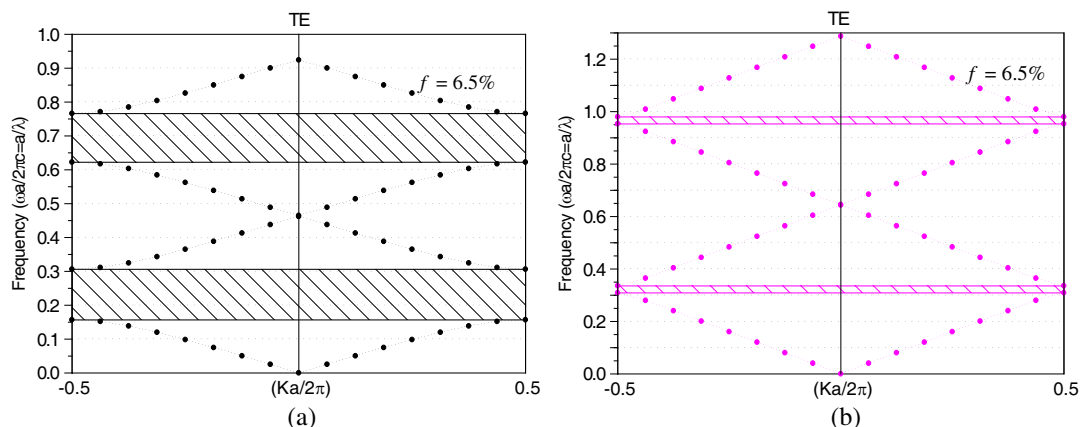 TE
f = 6.5%
Frequency (ωa/2πc=a/λ)
1.0
0.9
0.8
0.7
0.6
0.5
0.4
0.3
0.2
0.1
0.0
-0.5
(Ka/2π)
0.5
(a)
TE
f = 6.5%
Frequency (ωa/2πc=a/λ)
1.2
1.0
0.8
0.6
0.4
0.2
0.0
-0.5
(Ka/2π)
0.5
(b)